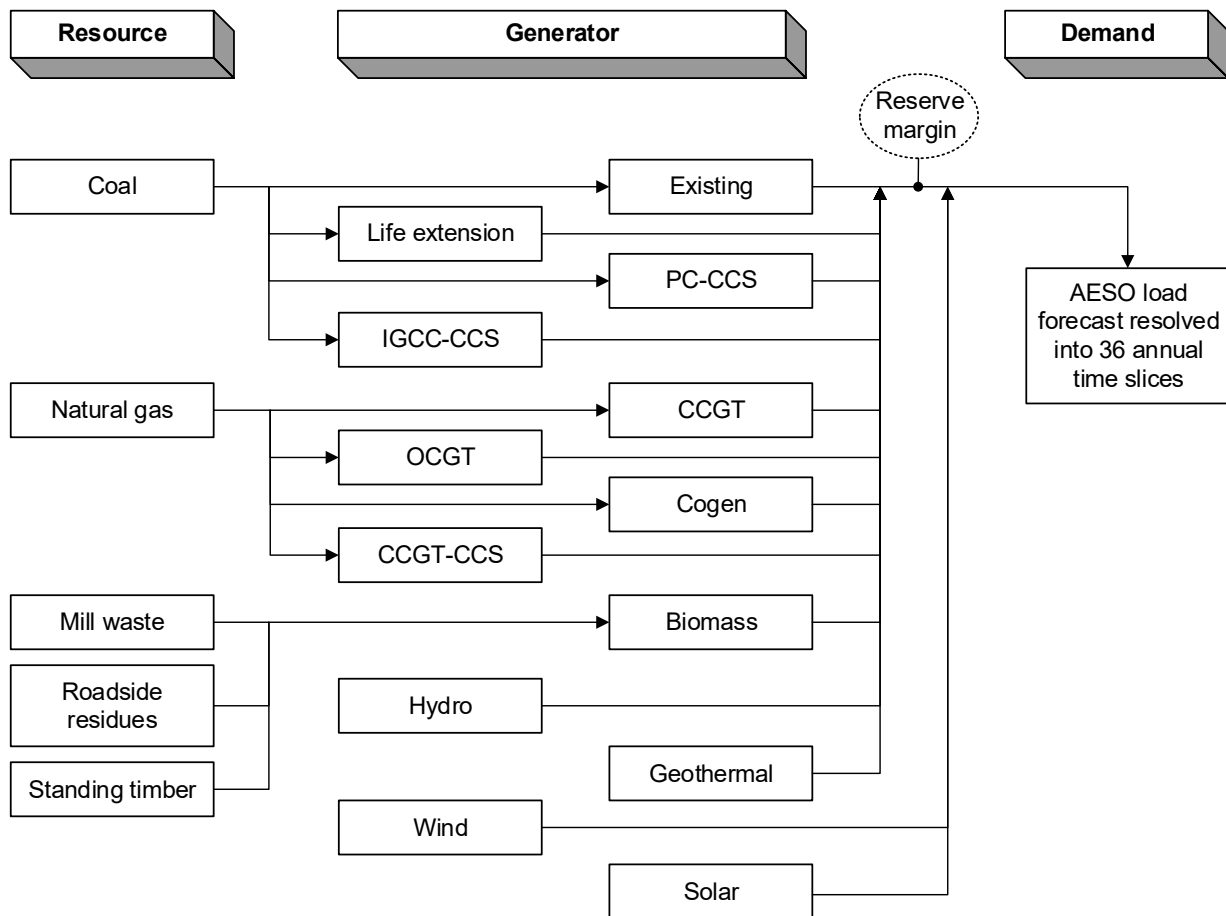 Resource
Generator
Demand
Reserve
margin
Coal
Existing
Life extension
PC-CCS
IGCC-CCS
AESO load
forecast resolved
into 36 annual
time slices
Natural gas
CCGT
OCGT
Cogen
CCGT-CCS
Mill waste
Biomass
Roadside
residues
Hydro
Geothermal
Standing timber
Wind
Solar